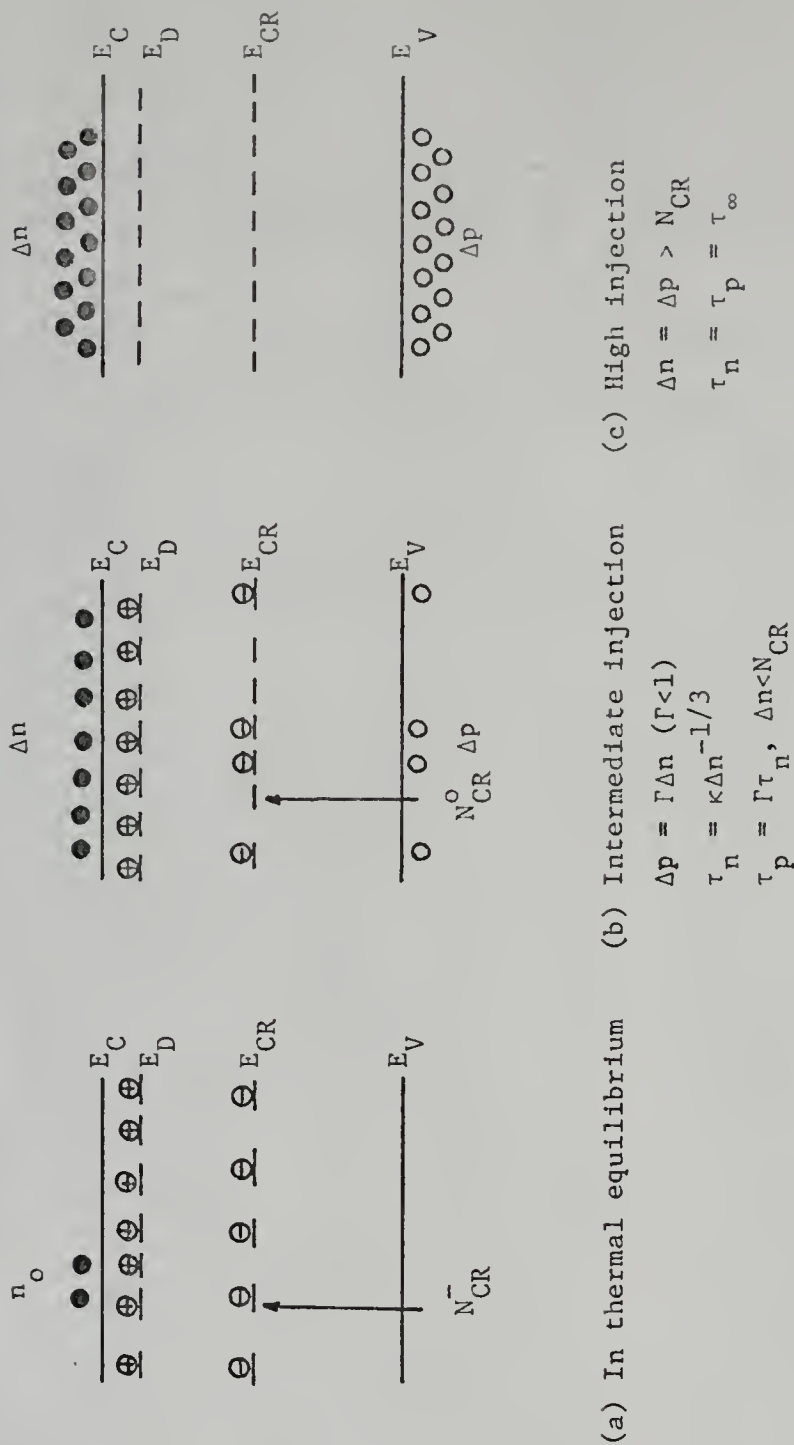 n_o
E_C
E_D
E_CR
E_V
N⁻_CR
(a) In thermal equilibrium
Δn
E_C
E_D
E_CR
E_V
N⁰_CR Δp
(b) Intermediate injection
Δp = ΓΔn (Γ<1)
τ_n = κΔn^-1/3
τ_p = Γτ_n, Δn<N_CR
Δn
E_C
E_D
E_CR
E_V
Δp
(c) High injection
Δn = Δp > N_CR
τ_n = τ_p = τ_∞